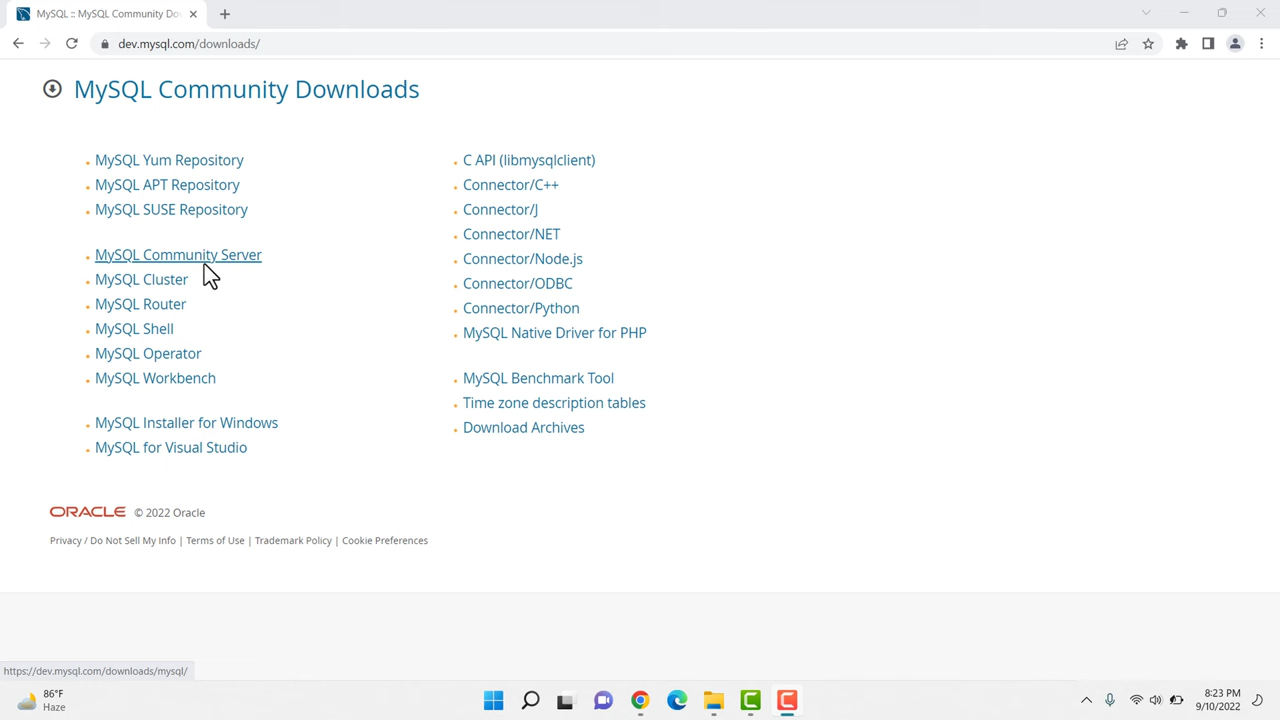 MySQL :: MySQL Community Do
dev.mysql.com/downloads/
MySQL Community Downloads
MySQL Yum Repository
MySQL APT Repository
MySQL SUSE Repository
MySQL Community Server
MySQL Cluster
MySQL Router
MySQL Shell
MySQL Operator
MySQL Workbench
MySQL Installer for Windows
MySQL for Visual Studio
C API (libmysqlclient)
Connector/C++
Connector/J
Connector/NET
Connector/Node.js
Connector/ODBC
Connector/Python
MySQL Native Driver for PHP
MySQL Benchmark Tool
Time zone description tables
Download Archives
ORACLE © 2022 Oracle
Privacy / Do Not Sell My Info | Terms of Use | Trademark Policy | Cookie Preferences
https://dev.mysql.com/downloads/mysql/
86°F
Haze
8:23 PM
9/10/2022